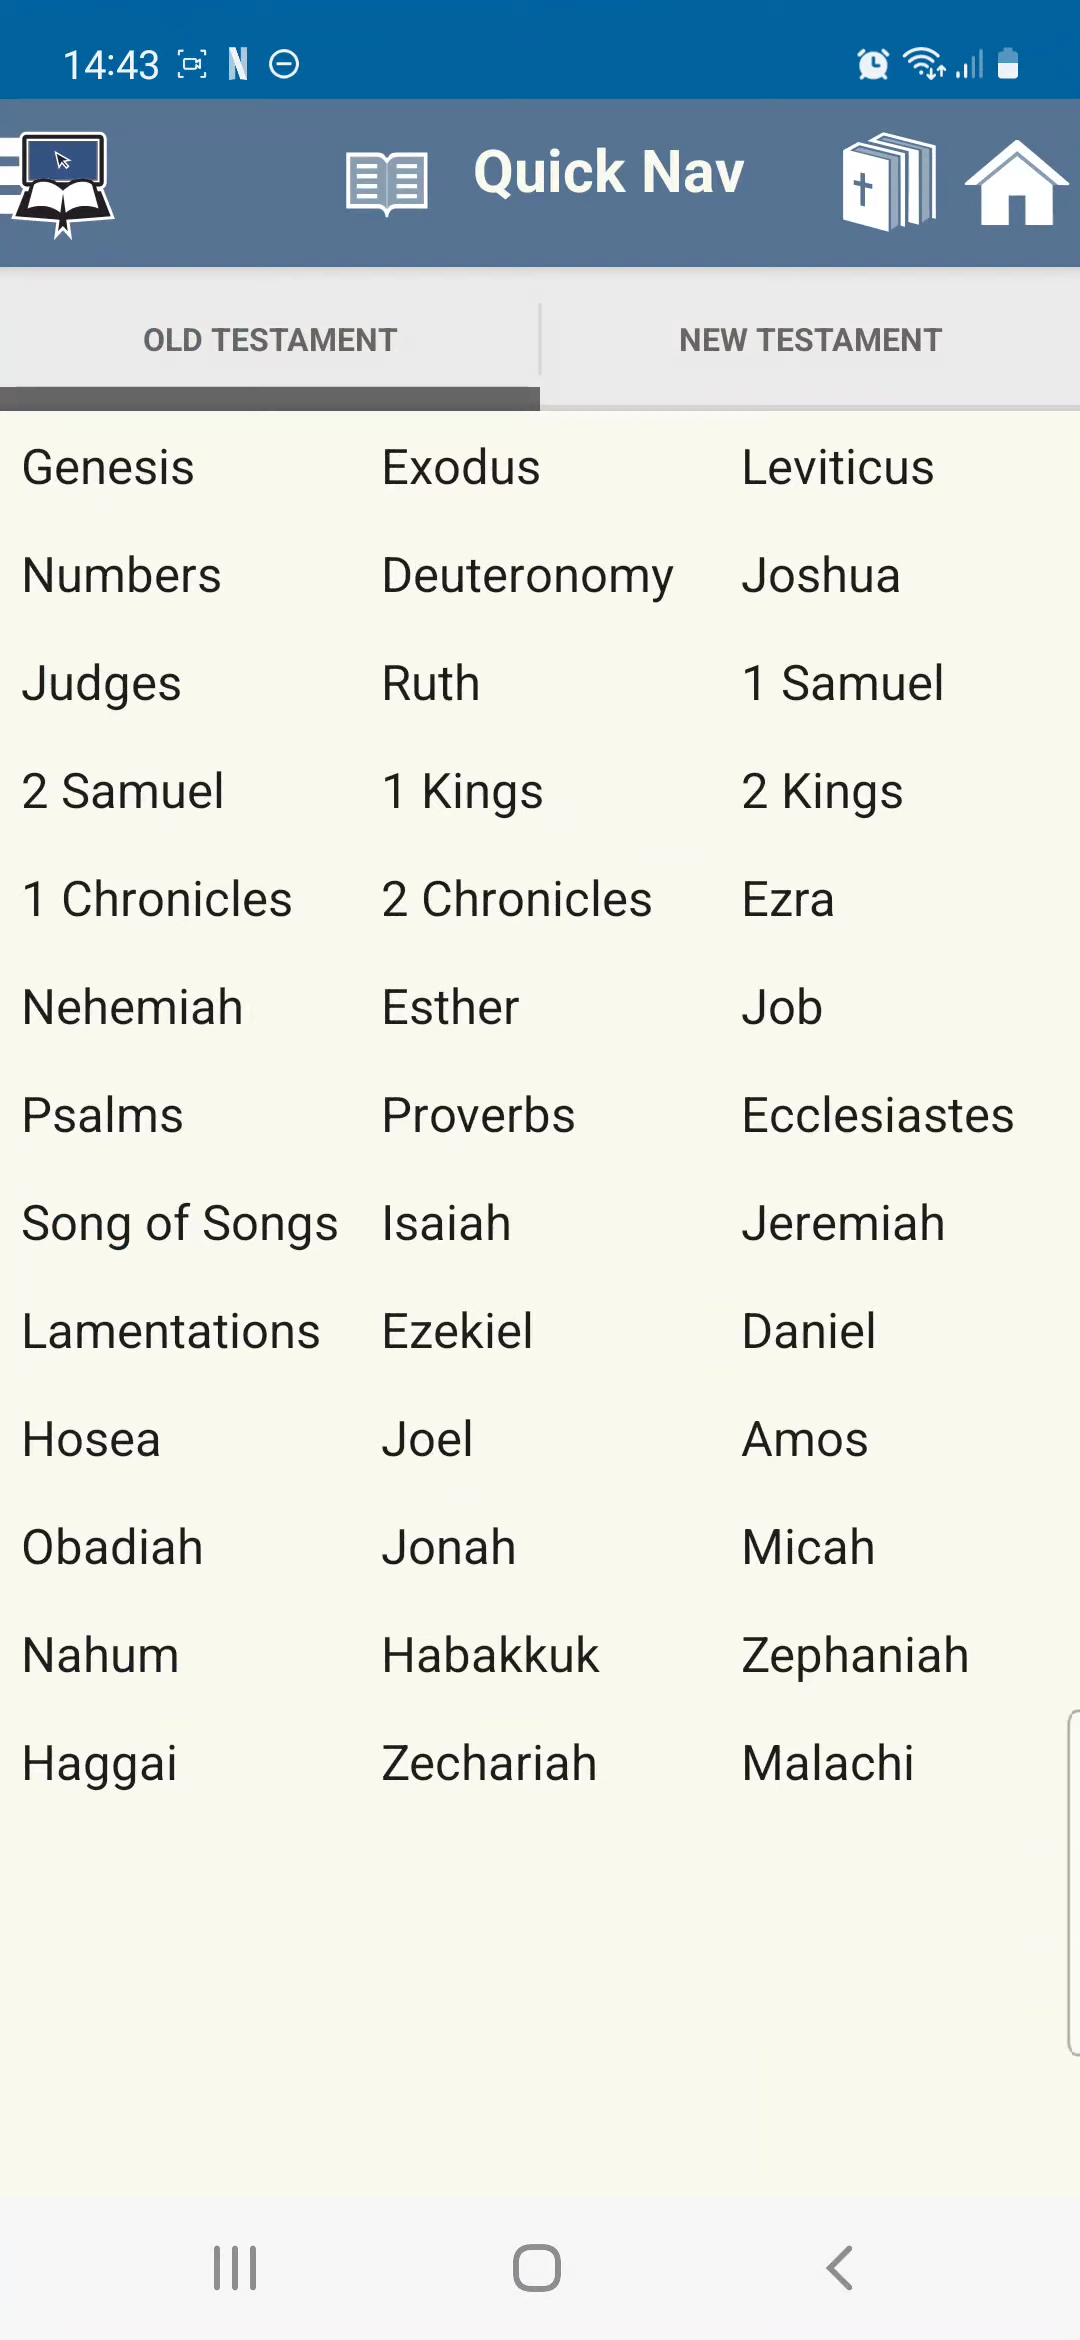 14:43
Quick Nav
OLD TESTAMENT NEW TESTAMENT
Genesis Exodus Leviticus
Numbers Deuteronomy Joshua
Judges Ruth 1 Samuel
2 Samuel 1 Kings 2 Kings
1 Chronicles 2 Chronicles Ezra
Nehemiah Esther Job
Psalms Proverbs Ecclesiastes
Song of Songs Isaiah Jeremiah
Lamentations Ezekiel Daniel
Hosea Joel Amos
Obadiah Jonah Micah
Nahum Habakkuk Zephaniah
Haggai Zechariah Malachi